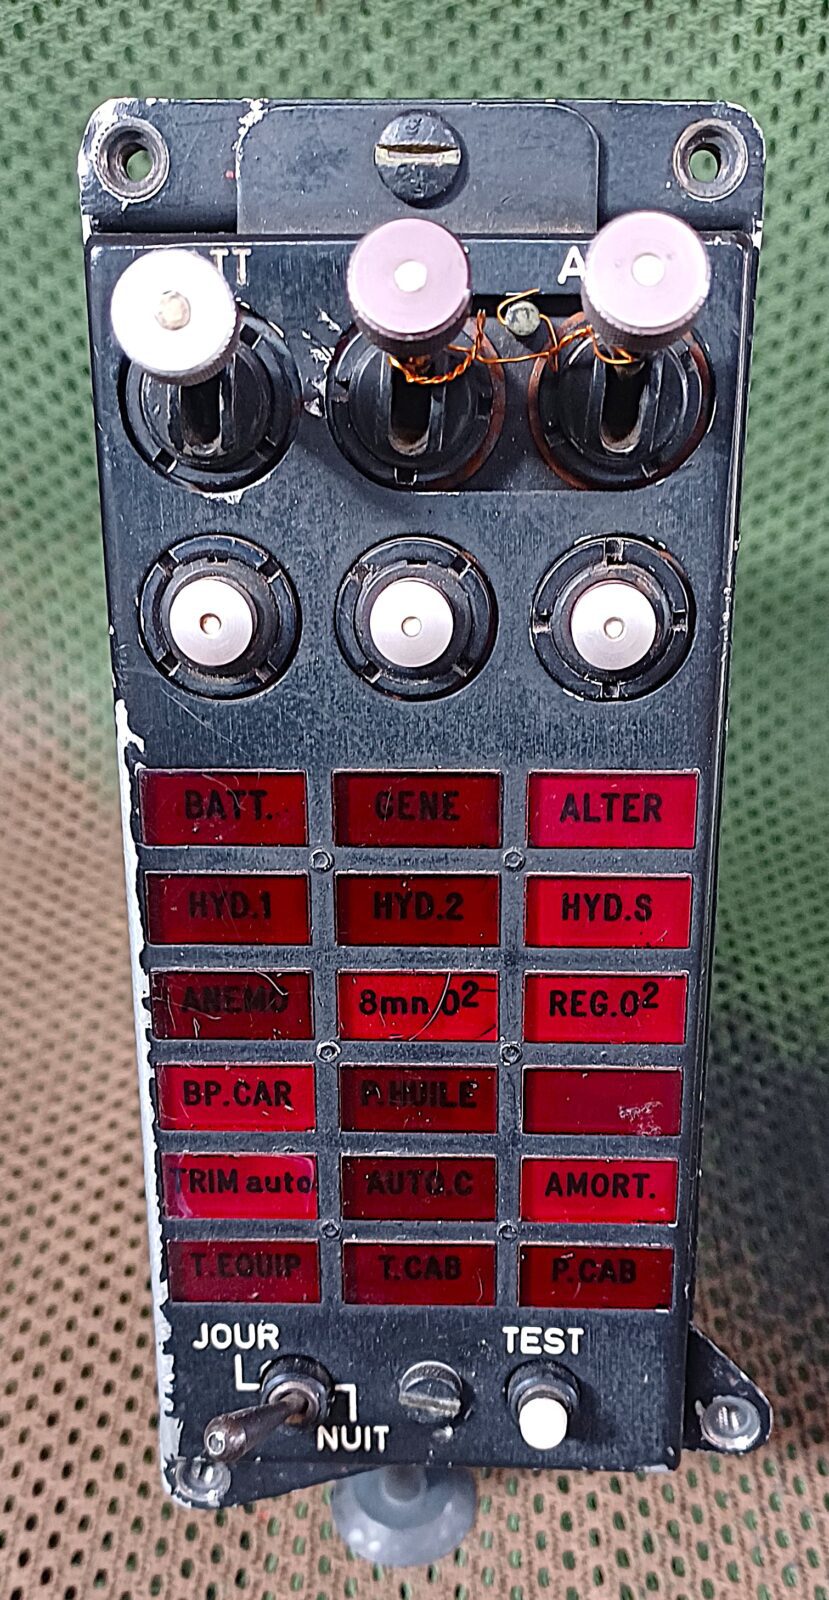 BATT. GENE ALTER
HYD.1 HYD.2 HYD.S
ANEMO 8mn.O² REG.O²
BP.CAR P.HUILE
TRIM auto AUTO.C AMORT.
T.EQUIP T.CAB P.CAB
JOUR TEST
NUIT